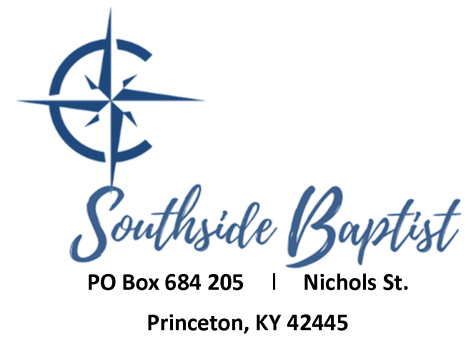 Southside Baptist
PO Box 684 205 | Nichols St.
Princeton, KY 42445